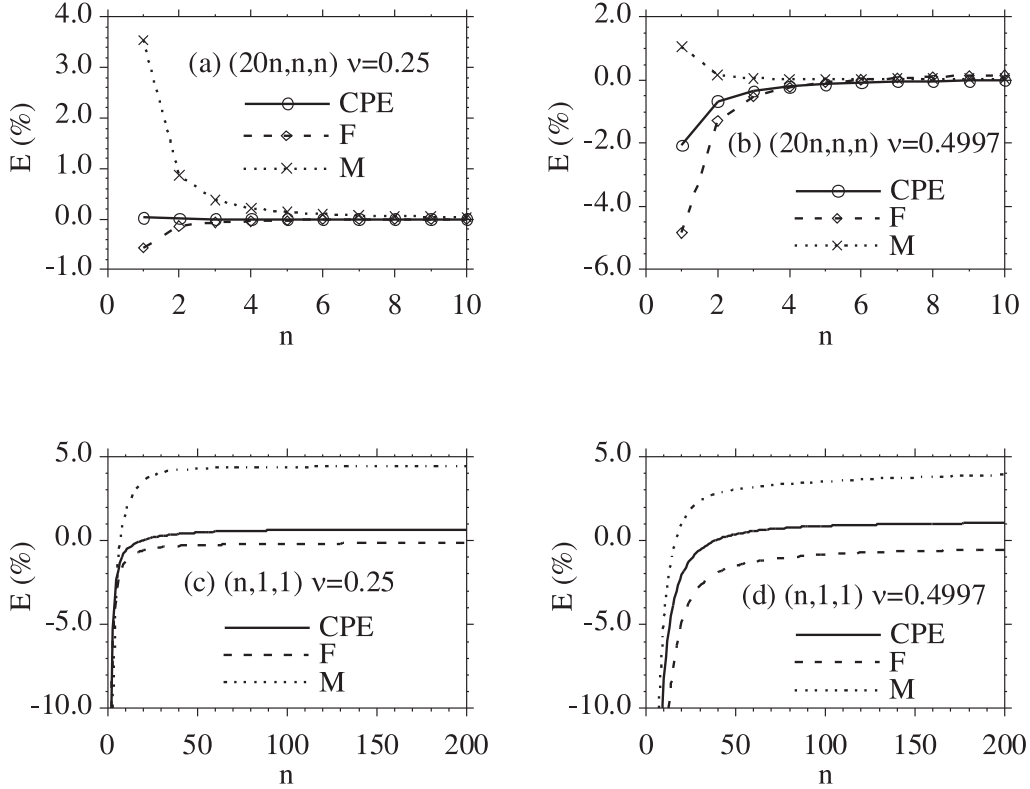 4.0
3.0
2.0
1.0
0.0
-1.0
E (%)
0 2 4 6 8 10
n
(a) (20n,n,n) ν=0.25
CPE
F
M
2.0
0.0
-2.0
-4.0
-6.0
E (%)
0 2 4 6 8 10
n
(b) (20n,n,n) ν=0.4997
CPE
F
M
5.0
0.0
-5.0
-10.0
E (%)
0 50 100 150 200
n
(c) (n,1,1) ν=0.25
CPE
F
M
5.0
0.0
-5.0
-10.0
E (%)
0 50 100 150 200
n
(d) (n,1,1) ν=0.4997
CPE
F
M